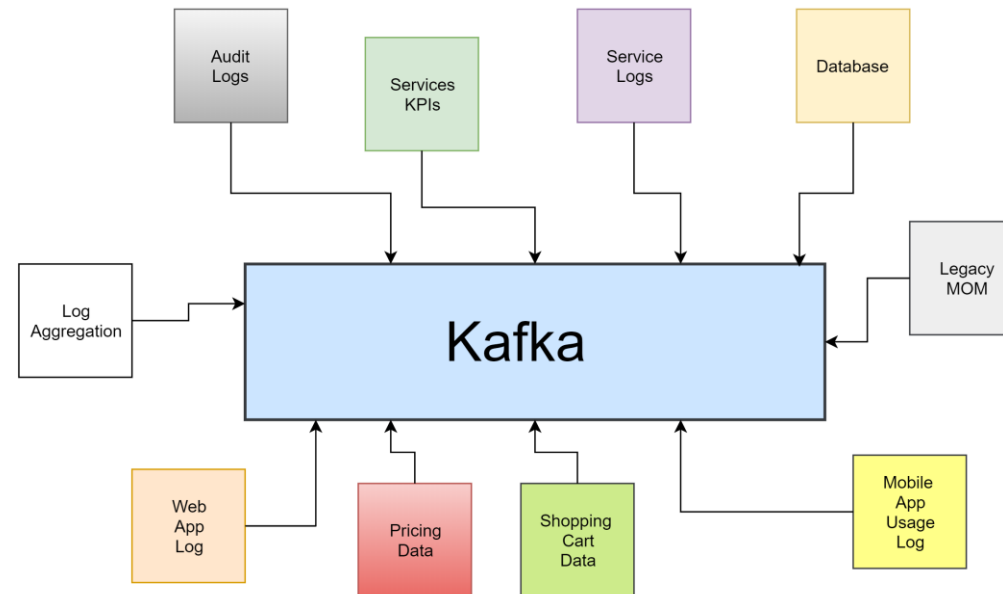 Audit
Logs
Services
KPIs
Service
Logs
Database
Log
Aggregation
Kafka
Legacy
MOM
Web
App
Log
Pricing
Data
Shopping
Cart
Data
Mobile
App
Usage
Log